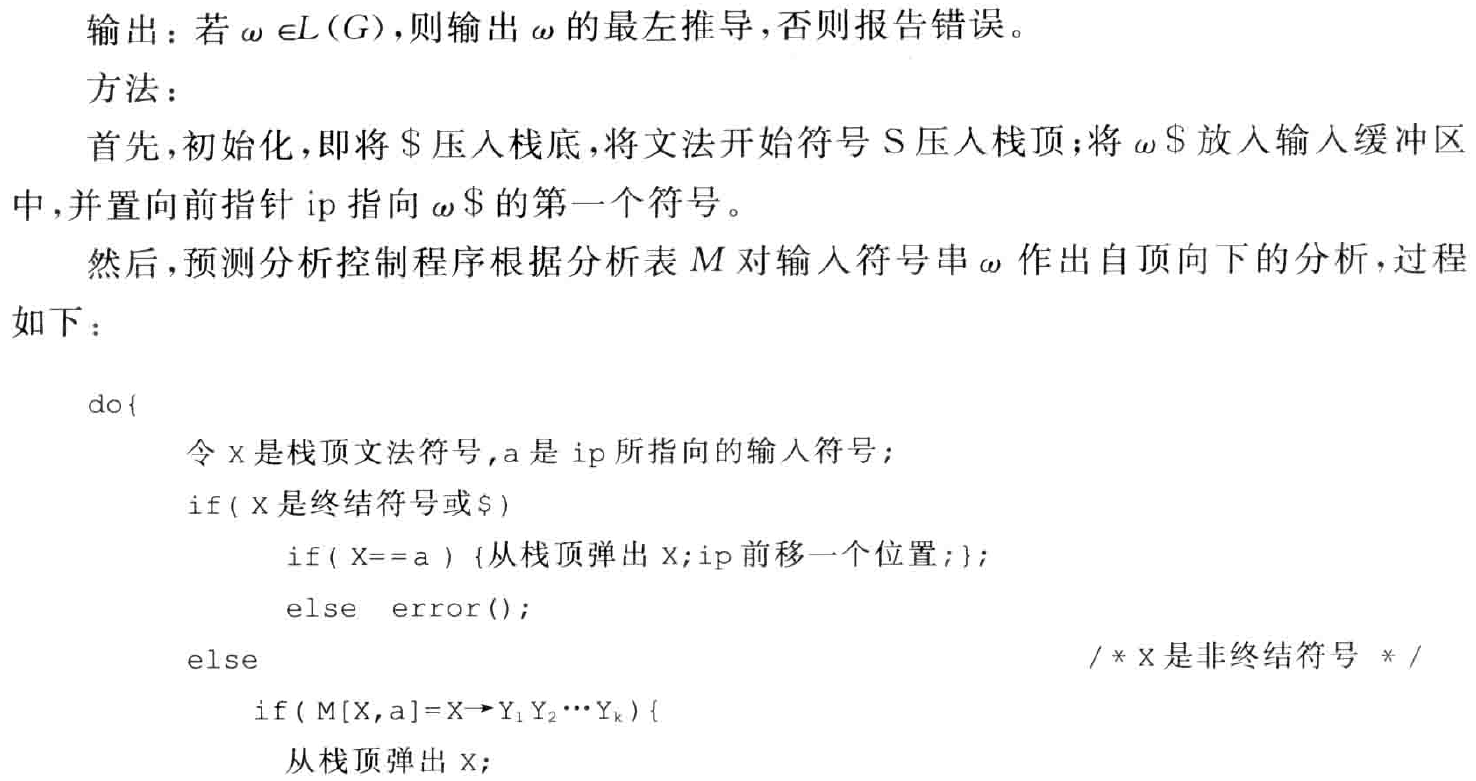 输出：若 ω∈L(G)，则输出 ω 的最左推导，否则报告错误。
方法：
首先，初始化，即将 $ 压入栈底，将文法开始符号 S 压入栈顶；将 ω$ 放入输入缓冲区
中，并置向前指针 ip 指向 ω$ 的第一个符号。
然后，预测分析控制程序根据分析表 M 对输入符号串 ω 作出自顶向下的分析，过程
如下：
do{
令 X 是栈顶文法符号,a 是 ip 所指向的输入符号;
if( X 是终结符号或$)
if( X==a ) {从栈顶弹出 X;ip 前移一个位置;};
else error();
else /* X 是非终结符号 */
if( M[X,a]=X→Y₁Y₂…Yₖ){
从栈顶弹出 X;